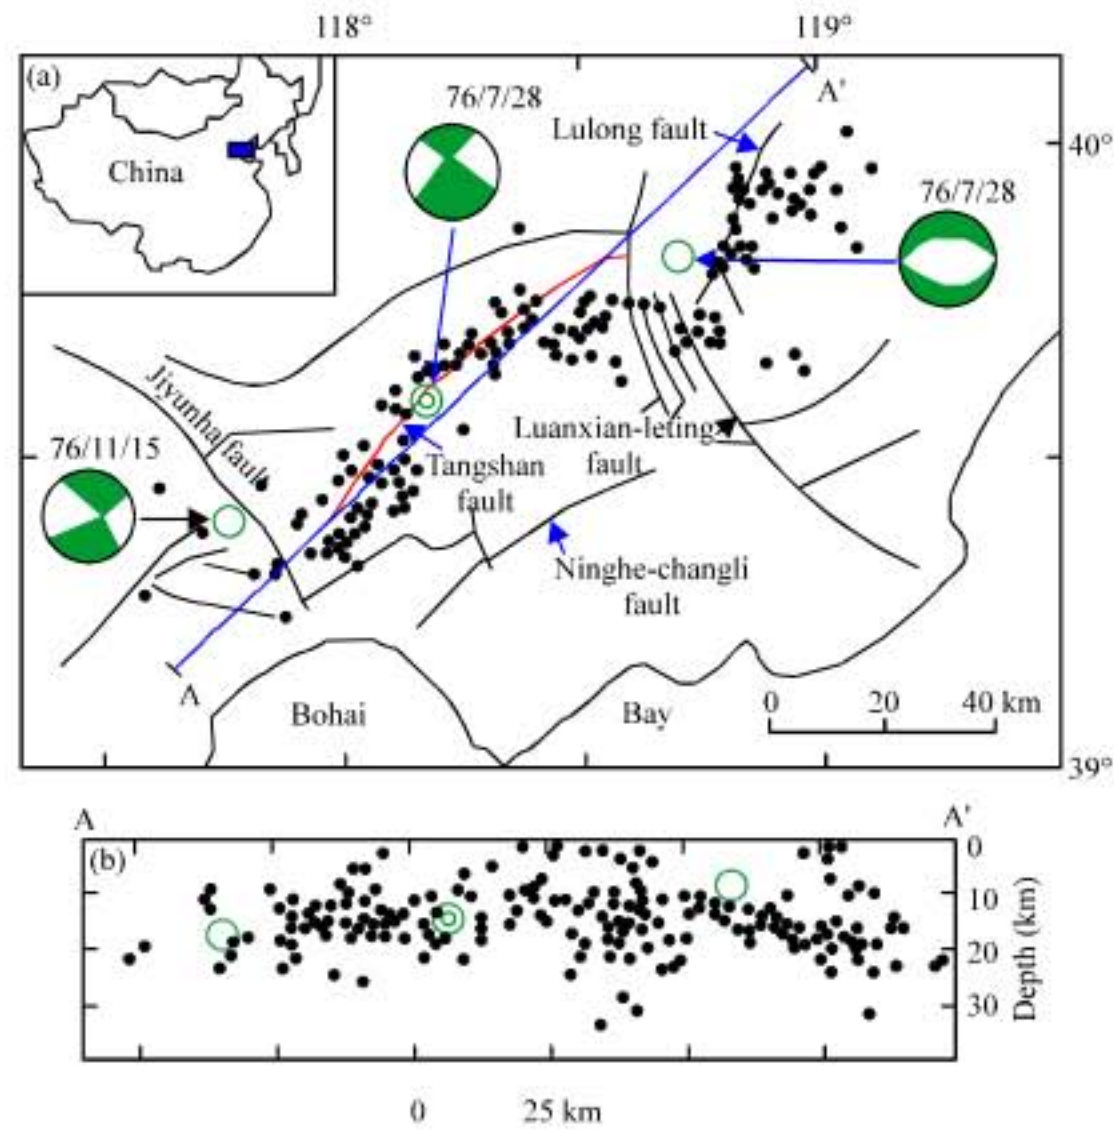 118°
119°
(a)
China
76/7/28
Lulong fault
A'
40°
76/7/28
Jiyunha fault
76/11/15
Luanxian-leting
fault
Tangshan
fault
Ninghe-changli
fault
A
Bohai
Bay
0 20 40 km
39°
A
A'
(b)
0
10
20
30
Depth (km)
0 25 km